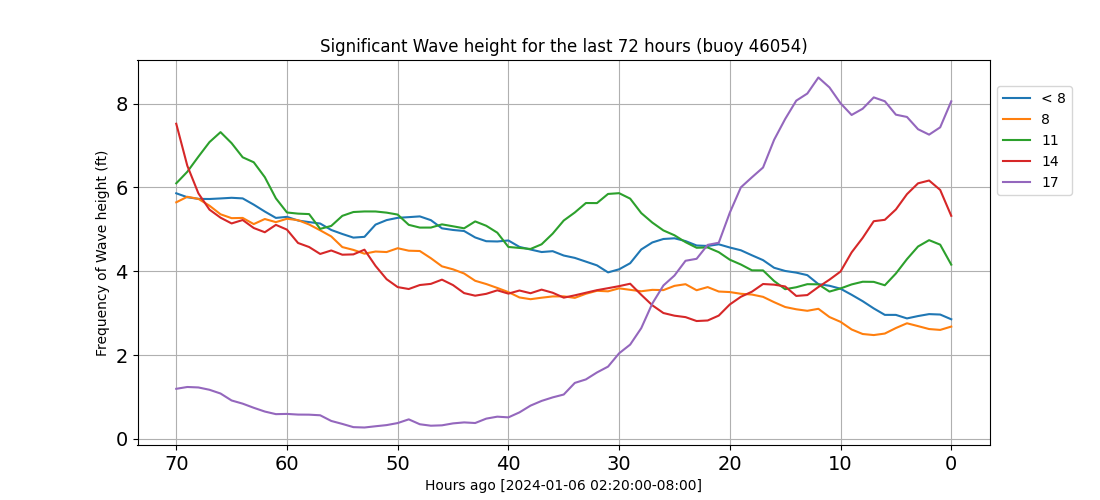 Significant Wave height for the last 72 hours (buoy 46054)
Frequency of Wave height (ft)
8
6
4
2
0
70 60 50 40 30 20 10 0
Hours ago [2024-01-06 02:20:00-08:00]
< 8
8
11
14
17